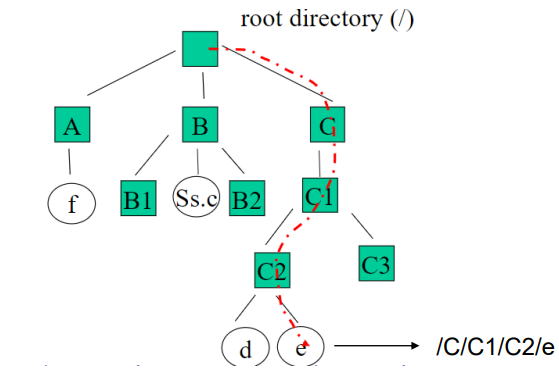 root directory (/)
A B C
f B1 Ss.c B2 C1
C2 C3
d e /C/C1/C2/e